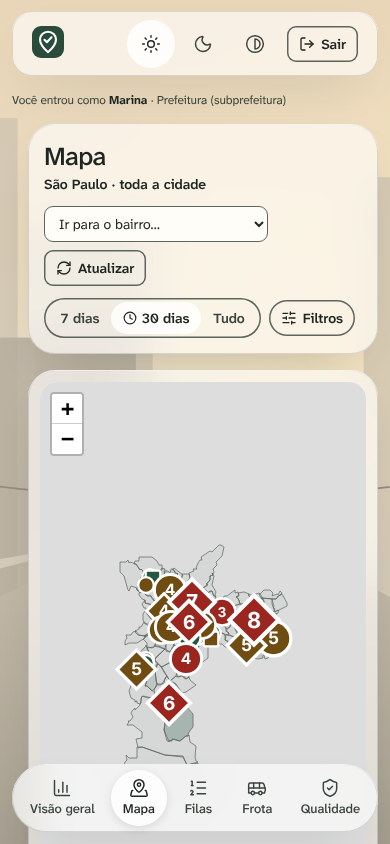 Sair
Você entrou como Marina · Prefeitura (subprefeitura)
Mapa
São Paulo · toda a cidade
Ir para o bairro...
Atualizar
7 dias 30 dias Tudo Filtros
+
−
4
7
4
3
6
8
4
5
5
4
5
6
Visão geral Mapa Filas Frota Qualidade